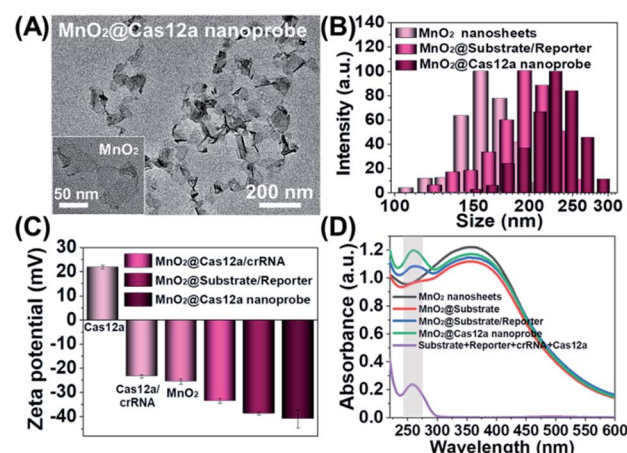 (A)
MnO2@Cas12a nanoprobe
MnO2
50 nm
200 nm
(B)
Intensity (a.u.)
140
120
100
80
60
40
20
0
MnO2 nanosheets
MnO2@Substrate/Reporter
MnO2@Cas12a nanoprobe
100
150
200
250
300
Size (nm)
(C)
Zeta potential (mV)
30
20
10
0
-10
-20
-30
-40
MnO2@Cas12a/crRNA
MnO2@Substrate/Reporter
MnO2@Cas12a nanoprobe
Cas12a
Cas12a/
crRNA
MnO2
(D)
Absorbance (a.u.)
1.2
1.0
0.8
0.6
0.4
0.2
0.0
MnO2 nanosheets
MnO2@Substrate
MnO2@Substrate/Reporter
MnO2@Cas12a nanoprobe
Substrate+Reporter+crRNA+Cas12a
250 300 350 400 450 500 550 600
Wavelength (nm)